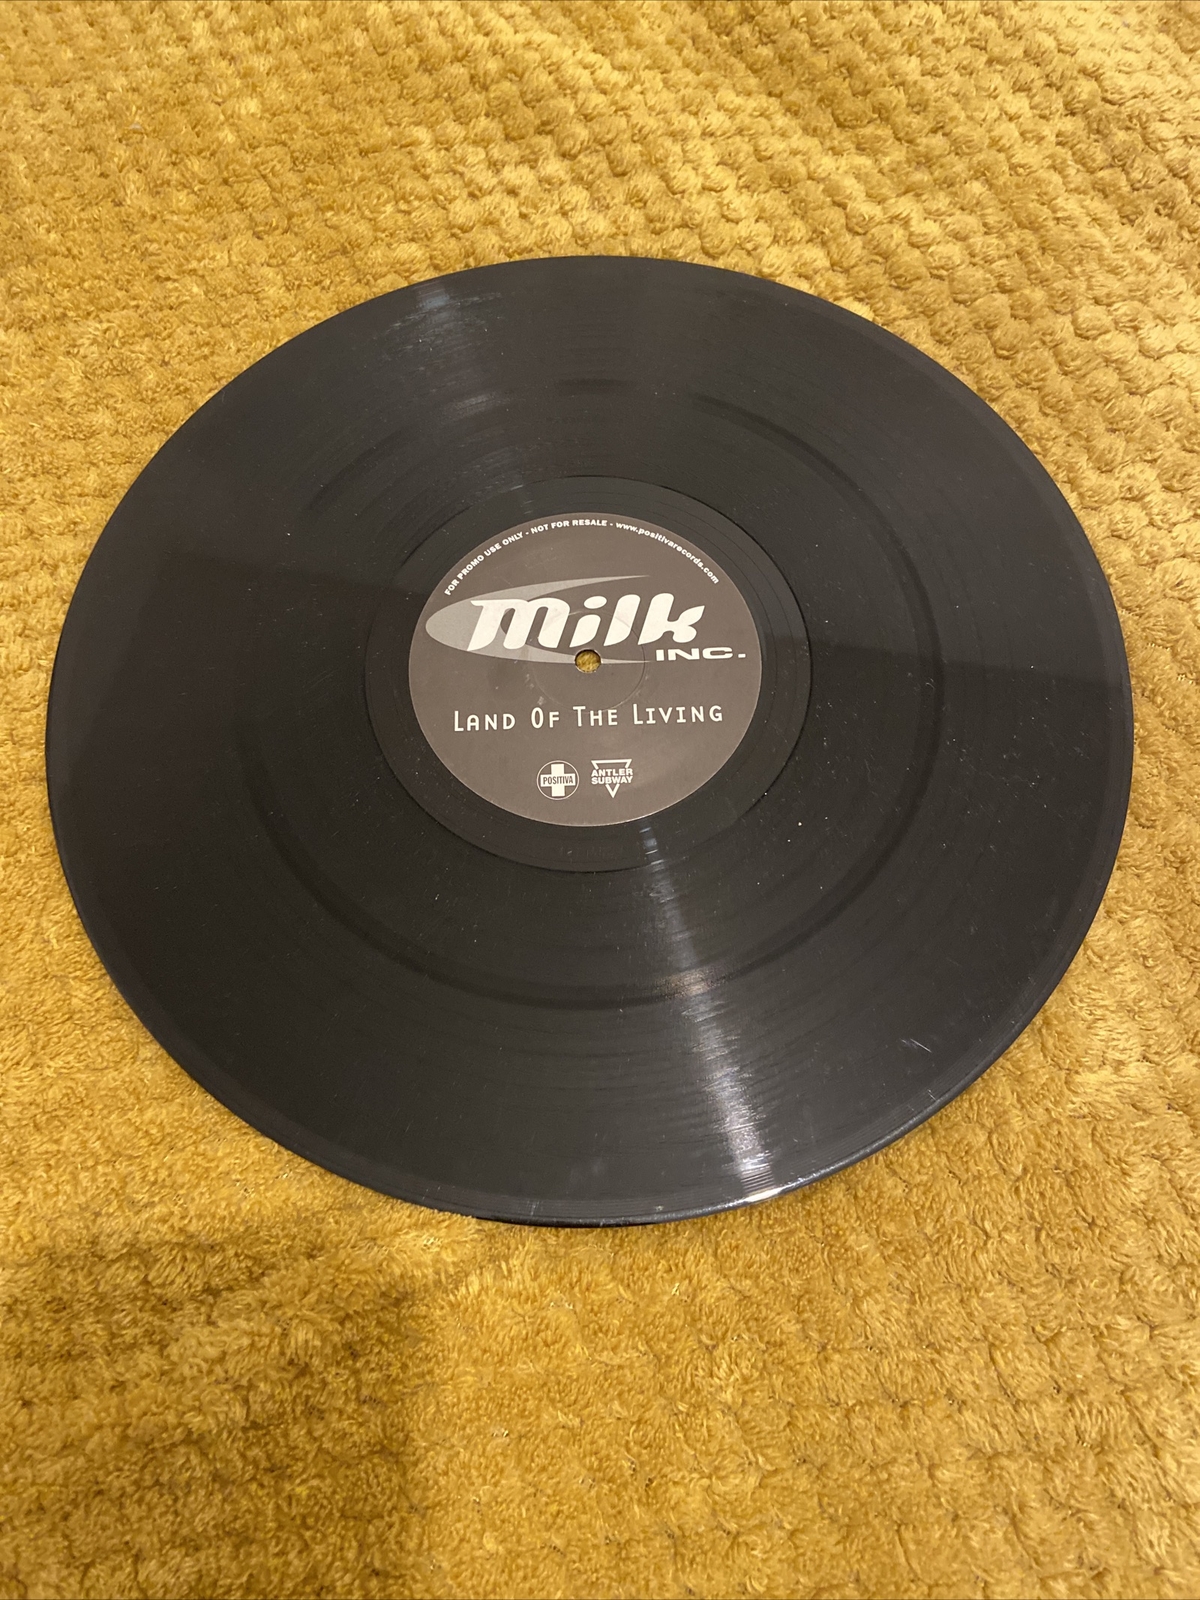 FOR PROMO USE ONLY - NOT FOR RESALE - www.positivarecords.com
Milk
INC.
LAND OF THE LIVING
POSITIVA
ANTLER
SUBWAY